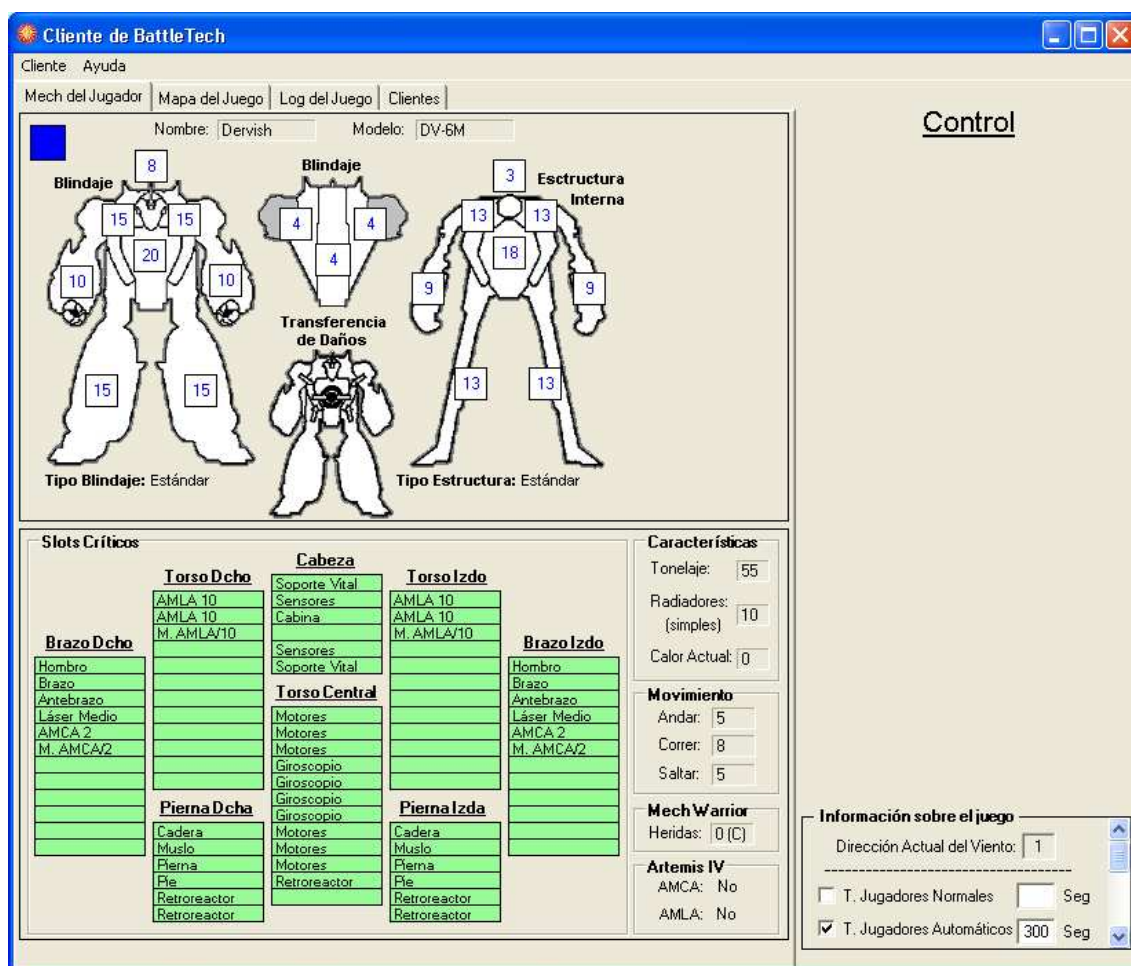 Cliente de BattleTech
Cliente Ayuda
Mech del Jugador Mapa del Juego Log del Juego Clientes
Control
Nombre: Dervish Modelo: DV-6M
Blindaje
8
15 15
20
10 10
15 15
Tipo Blindaje: Estándar
Blindaje
4 4
4
Transferencia
de Daños
Esctructura
Interna
3
13 13
18
9 9
13 13
Tipo Estructura: Estándar
Slots Críticos
Brazo Dcho
Hombro
Brazo
Antebrazo
Láser Medio
AMCA 2
M. AMCA/2
Torso Dcho
AMLA 10
AMLA 10
M. AMLA/10
Pierna Dcha
Cadera
Muslo
Pierna
Pie
Retroreactor
Retroreactor
Cabeza
Soporte Vital
Sensores
Cabina
Sensores
Soporte Vital
Torso Central
Motores
Motores
Motores
Giroscopio
Giroscopio
Giroscopio
Giroscopio
Motores
Motores
Motores
Retroreactor
Torso Izdo
AMLA 10
AMLA 10
M. AMLA/10
Pierna Izda
Cadera
Muslo
Pierna
Pie
Retroreactor
Retroreactor
Brazo Izdo
Hombro
Brazo
Antebrazo
Láser Medio
AMCA 2
M. AMCA/2
Características
Tonelaje: 55
Radiadores: 10
(simples)
Calor Actual: 0
Movimiento
Andar: 5
Correr: 8
Saltar: 5
Mech Warrior
Heridas: 0 (C)
Artemis IV
AMCA: No
AMLA: No
Información sobre el juego
Dirección Actual del Viento: 1
------------------------------------
T. Jugadores Normales Seg
T. Jugadores Automáticos 300 Seg